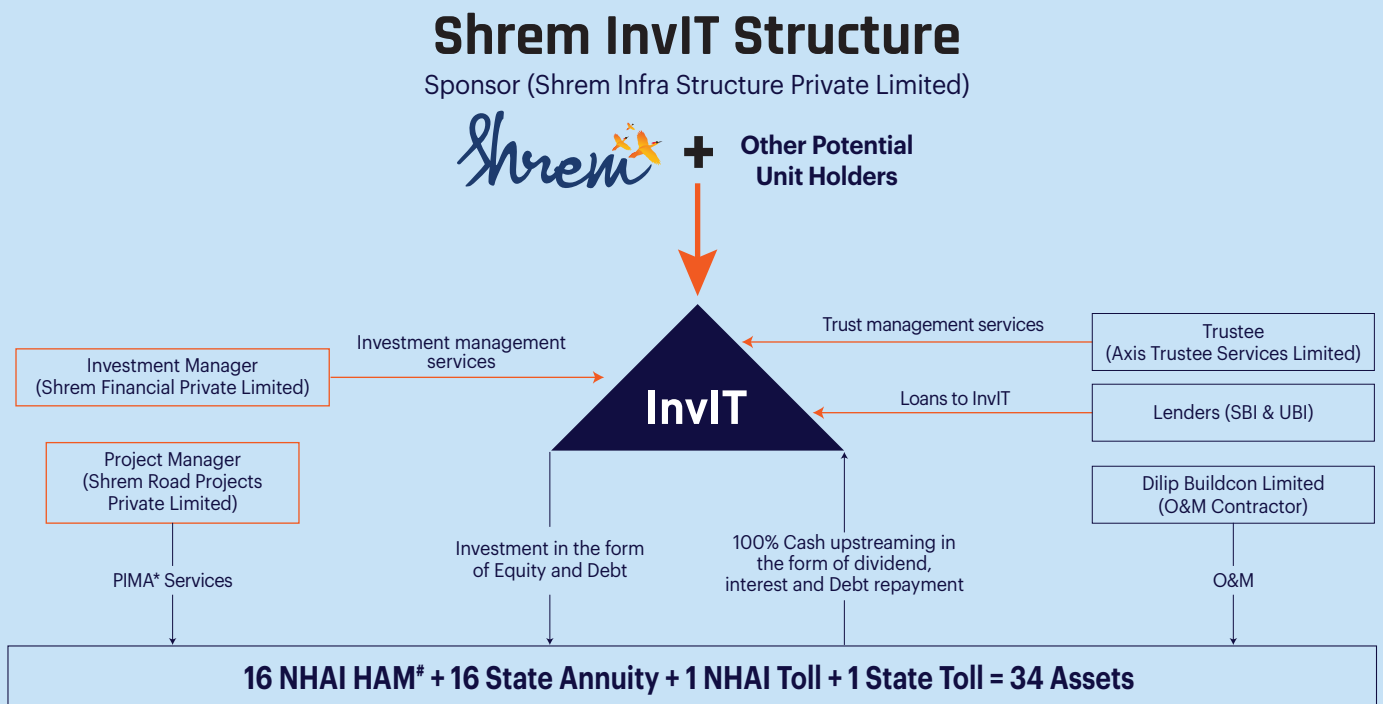 Shrem InvIT Structure
Sponsor (Shrem Infra Structure Private Limited)
Shrem
+
Other Potential
Unit Holders
Investment Manager
(Shrem Financial Private Limited)
Investment management
services
InvIT
Trust management services
Trustee
(Axis Trustee Services Limited)
Loans to InvIT
Lenders (SBI & UBI)
Project Manager
(Shrem Road Projects
Private Limited)
Dilip Buildcon Limited
(O&M Contractor)
PIMA* Services
Investment in the form
of Equity and Debt
100% Cash upstreaming in
the form of dividend,
interest and Debt repayment
O&M
16 NHAI HAM# + 16 State Annuity + 1 NHAI Toll + 1 State Toll = 34 Assets